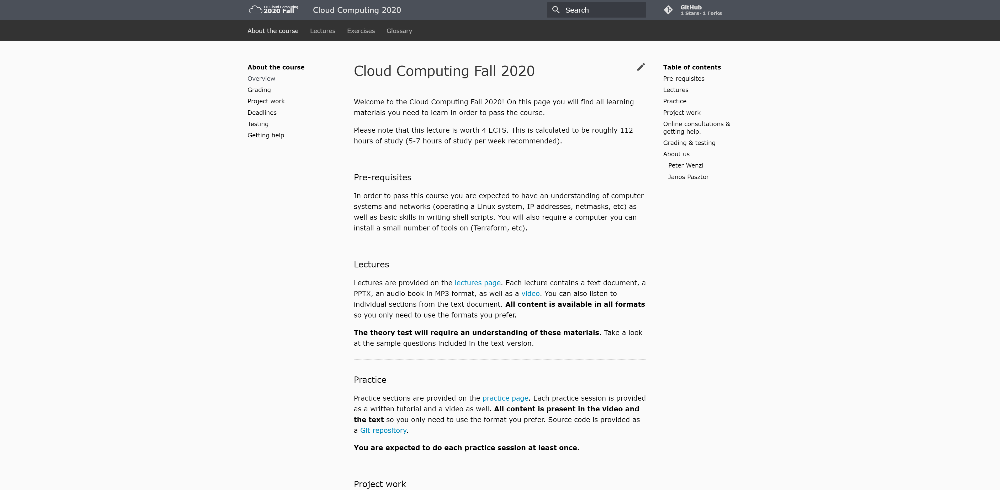 FH Cloud Computing
2020 Fall
Cloud Computing 2020
Search
GitHub
1 Stars · 1 Forks
About the course
Lectures
Exercises
Glossary
About the course
Overview
Grading
Project work
Deadlines
Testing
Getting help
Cloud Computing Fall 2020
Welcome to the Cloud Computing Fall 2020! On this page you will find all learning
materials you need to learn in order to pass the course.
Please note that this lecture is worth 4 ECTS. This is calculated to be roughly 112
hours of study (5-7 hours of study per week recommended).
Pre-requisites
In order to pass this course you are expected to have an understanding of computer
systems and networks (operating a Linux system, IP addresses, netmasks, etc) as
well as basic skills in writing shell scripts. You will also require a computer you can
install a small number of tools on (Terraform, etc).
Lectures
Lectures are provided on the lectures page. Each lecture contains a text document, a
PPTX, an audio book in MP3 format, as well as a video. You can also listen to
individual sections from the text document. All content is available in all formats
so you only need to use the formats you prefer.
The theory test will require an understanding of these materials. Take a look
at the sample questions included in the text version.
Practice
Practice sections are provided on the practice page. Each practice session is provided
as a written tutorial and a video as well. All content is present in the video and
the text so you only need to use the format you prefer. Source code is provided as
a Git repository.
You are expected to do each practice session at least once.
Project work
Table of contents
Pre-requisites
Lectures
Practice
Project work
Online consultations &
getting help.
Grading & testing
About us
Peter Wenzl
Janos Pasztor